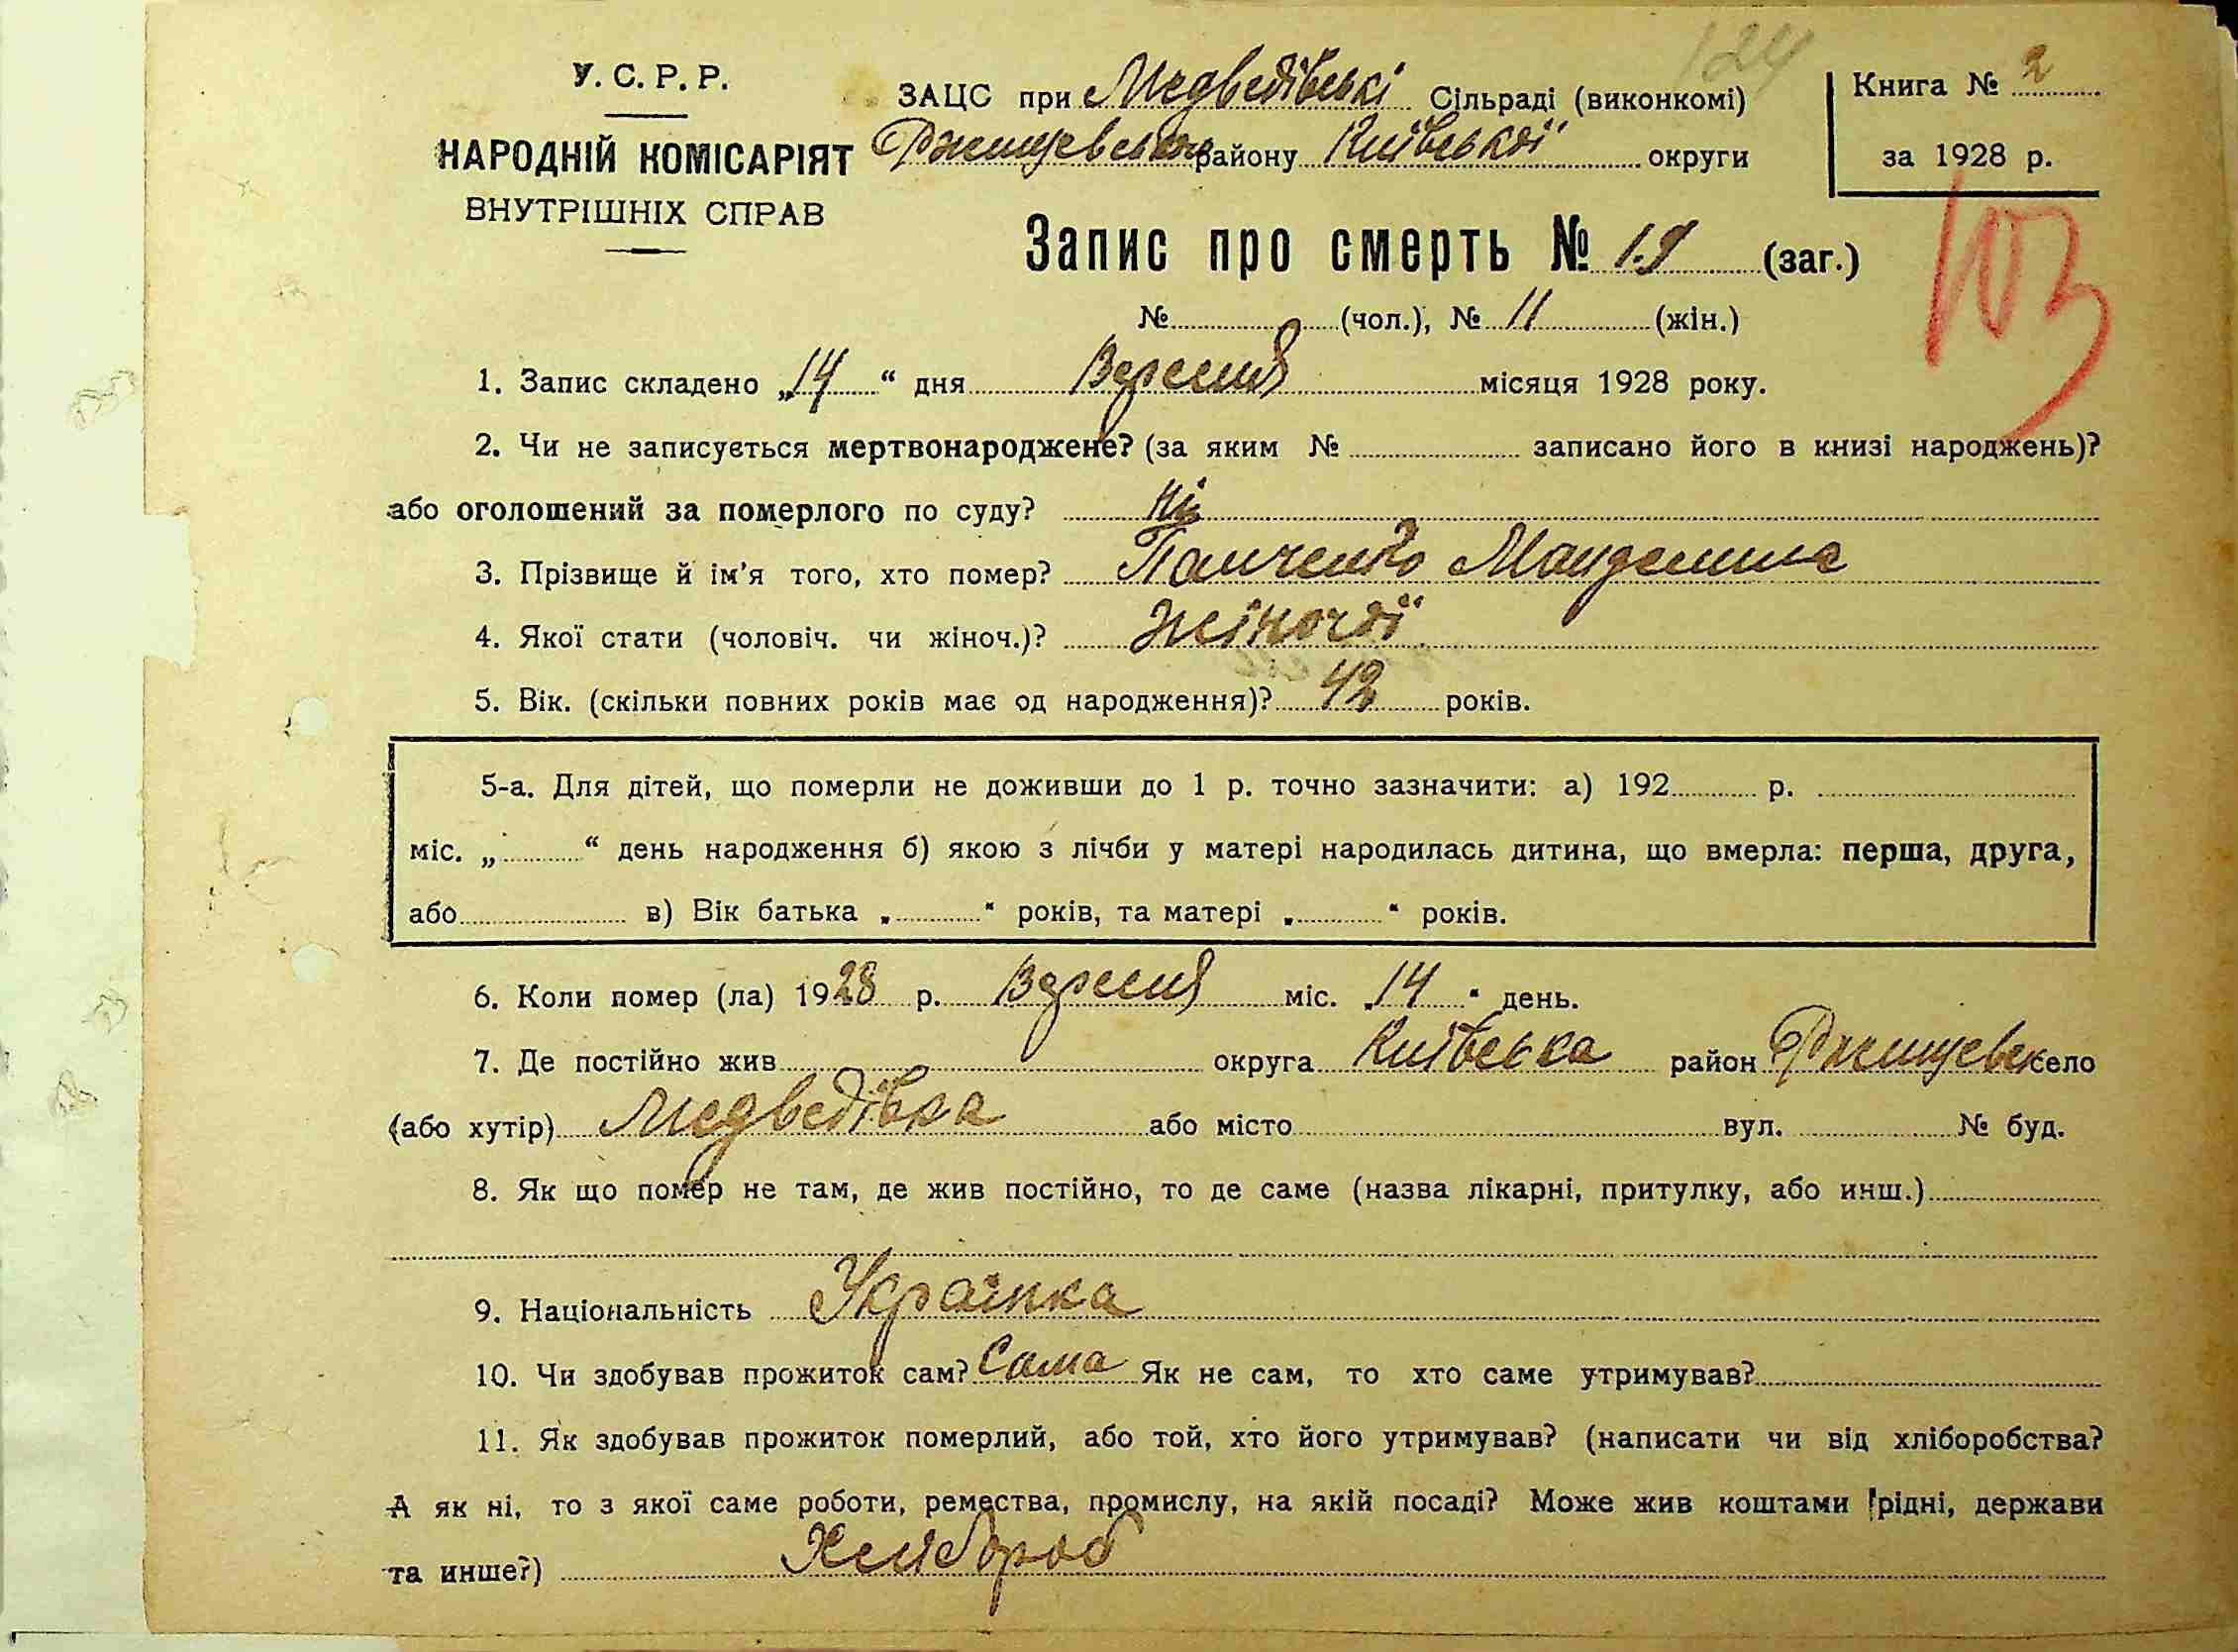 124
У. С. Р. Р.
НАРОДНІЙ КОМІСАРІЯТ
ВНУТРІШНІХ СПРАВ
ЗАЦС при Медведівські Сільраді (виконкомі)
Ржищевського району Київської округи
Книга № 2
за 1928 р.
103
Запис про смерть № 19 (заг.)
№ (чол.), № 11 (жін.)
1. Запис складено „14“ дня Вересня місяця 1928 року.
2. Чи не записується мертвонароджене? (за яким № записано його в книзі народжень)?
або оголошений за померлого по суду? Ні
3. Прізвище й ім'я того, хто помер? Панченко
4. Якої стати (чоловіч. чи жіноч.)? Жіночої
5. Вік. (скільки повних років має од народження)? 42 років.
5-а. Для дітей, що померли не доживши до 1 р. точно зазначити: а) 192 р.
міс. „ “ день народження б) якою з лічби у матері народилась дитина, що вмерла: перша, друга,
або в) Вік батька „ “ років, та матері „ “ років.
6. Коли помер (ла) 1928 р. Вересня міс. „14“ день.
7. Де постійно жив округа Київська район Ржищевськ село
(або хутір) Медведівка або місто вул. № буд.
8. Як що помер не там, де жив постійно, то де саме (назва лікарні, притулку, або инш.)
9. Національність Українка
10. Чи здобував прожиток сам? Сама Як не сам, то хто саме утримував?
11. Як здобував прожиток померлий, або той, хто його утримував? (написати чи від хліборобства?
А як ні, то з якої саме роботи, ремества, промислу, на якій посаді? Може жив коштами рідні, держави
та инше?) Хлібороб